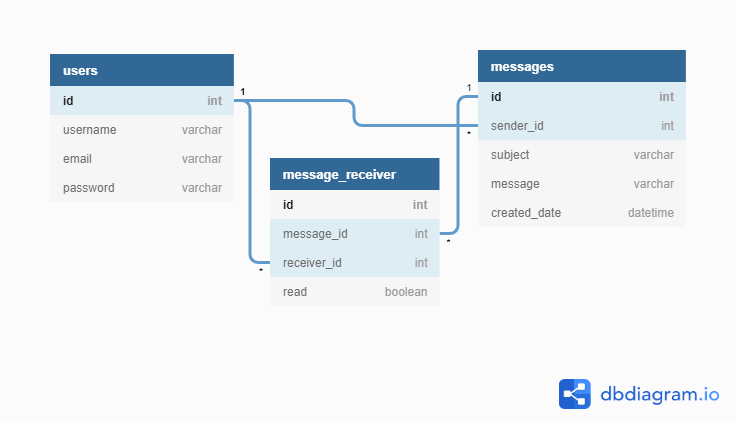 users
id int
username varchar
email varchar
password varchar
1
*
message_receiver
id int
message_id int
receiver_id int
read boolean
*
messages
id int
sender_id int
subject varchar
message varchar
created_date datetime
1
*
dbdiagram.io